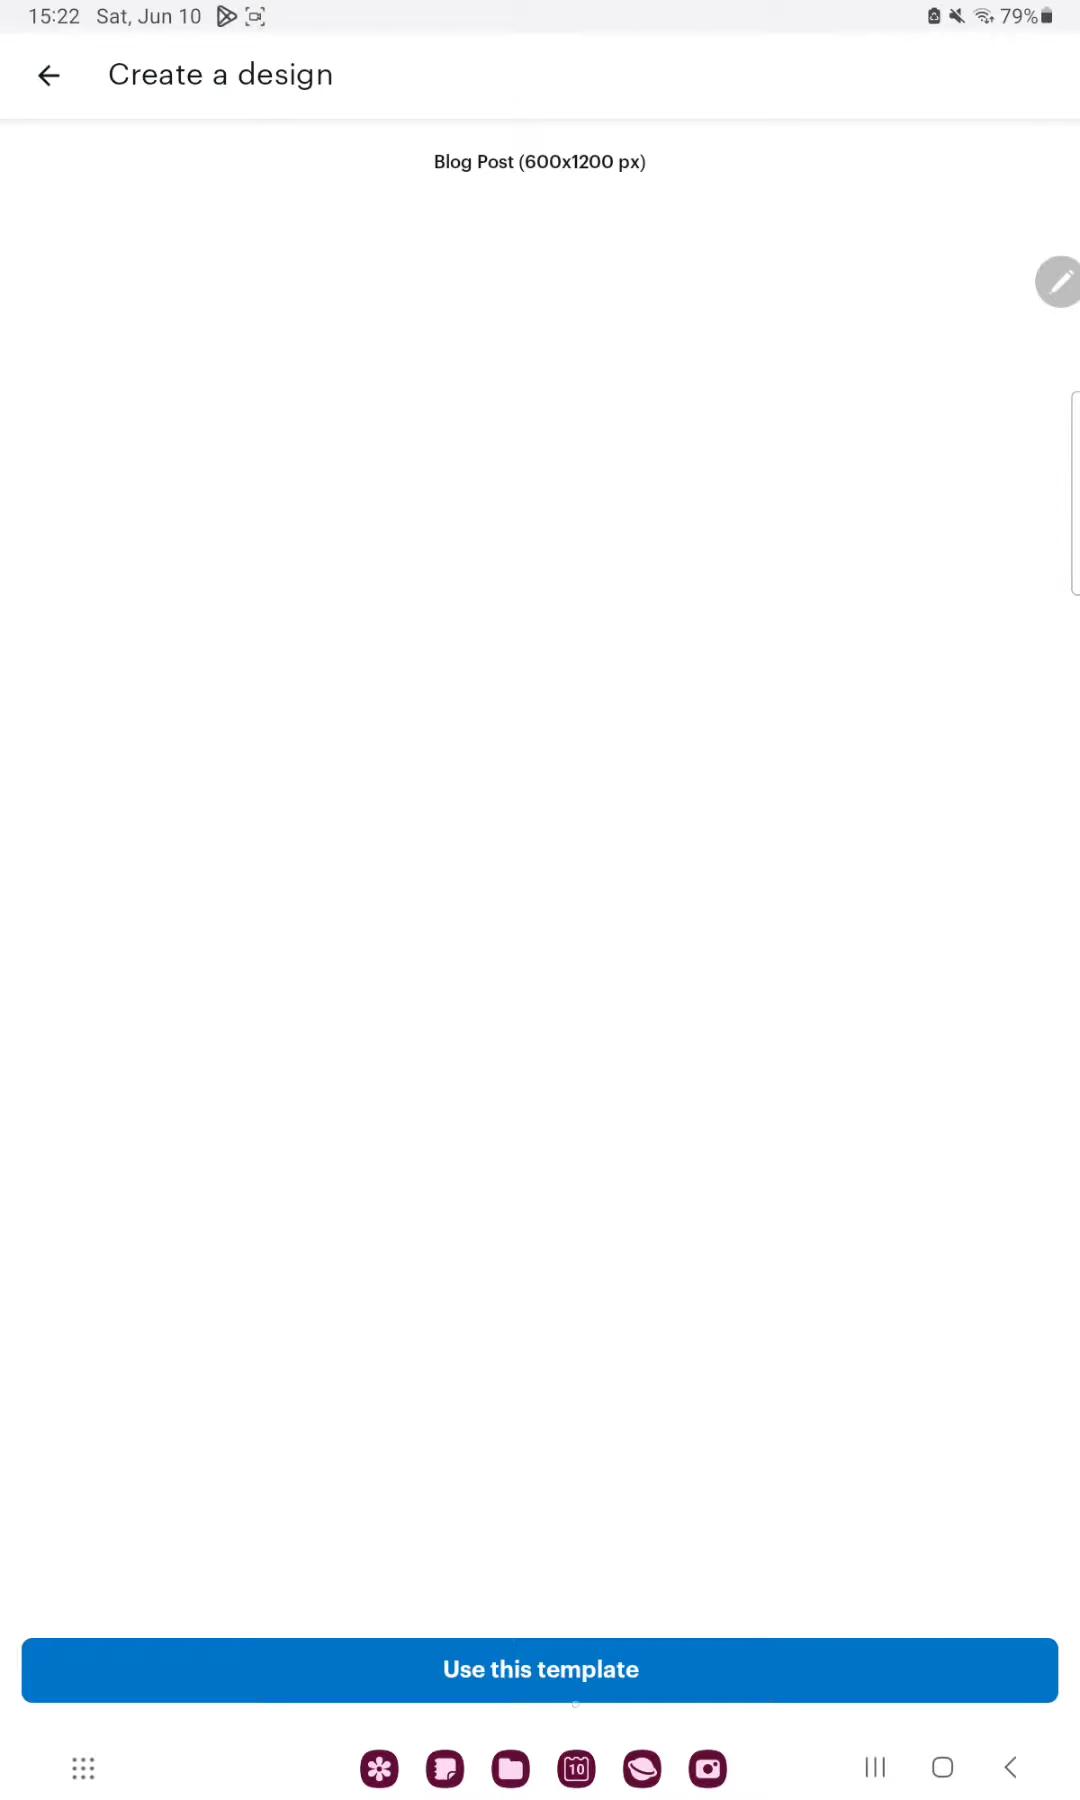 15:22 Sat, Jun 10
79%
Create a design
Blog Post (600x1200 px)
Use this template
10